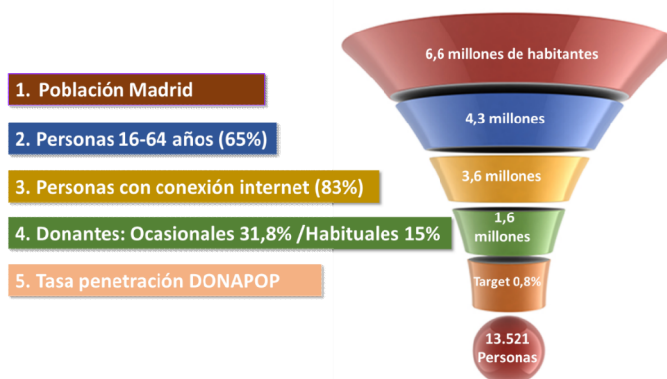 6,6 millones de habitantes
1. Población Madrid
4,3 millones
2. Personas 16-64 años (65%)
3,6 millones
3. Personas con conexión internet (83%)
1,6
millones
4. Donantes: Ocasionales 31,8% /Habituales 15%
5. Tasa penetración DONAPOP
Target 0,8%
13.521
Personas